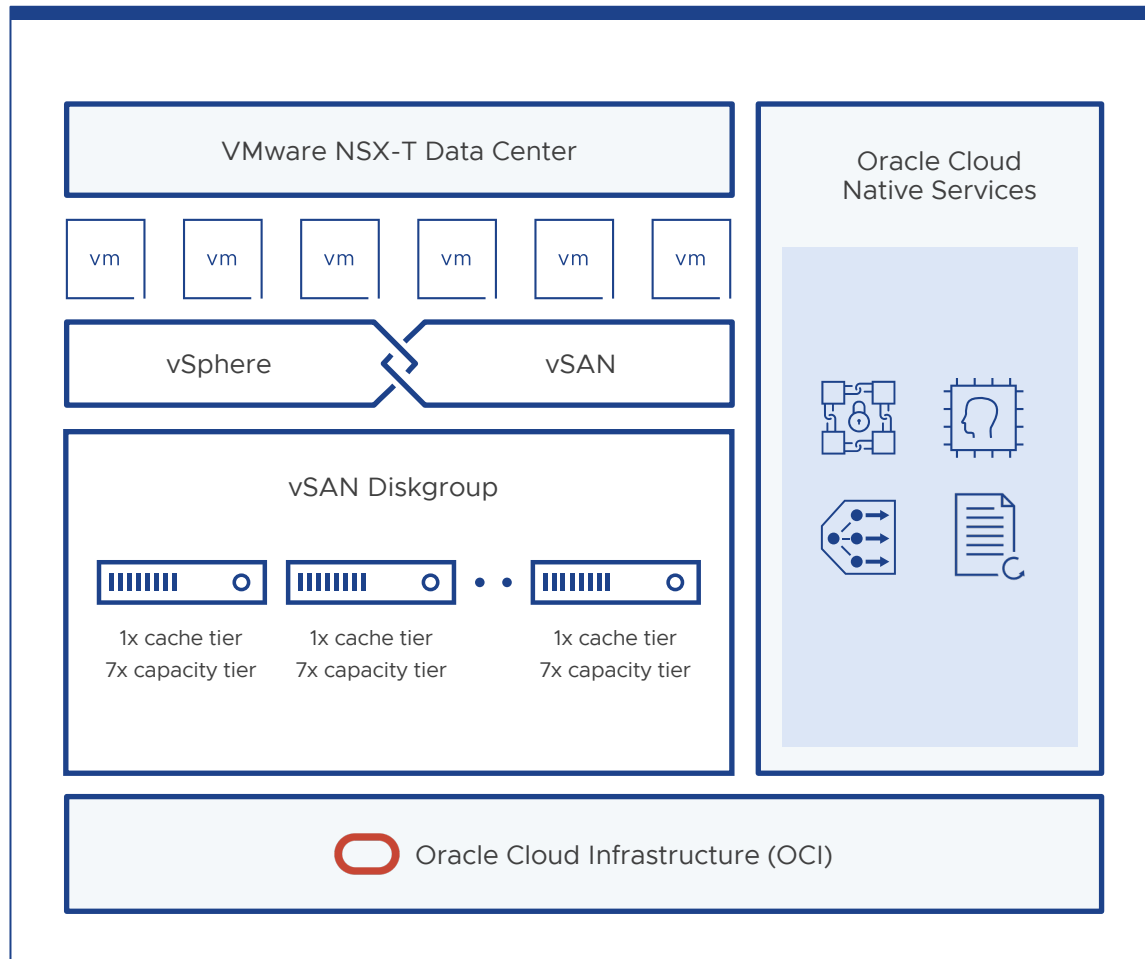 VMware NSX-T Data Center
vm vm vm vm vm vm
vSphere
vSAN
vSAN Diskgroup
1x cache tier
7x capacity tier
1x cache tier
7x capacity tier
1x cache tier
7x capacity tier
Oracle Cloud
Native Services
Oracle Cloud Infrastructure (OCI)